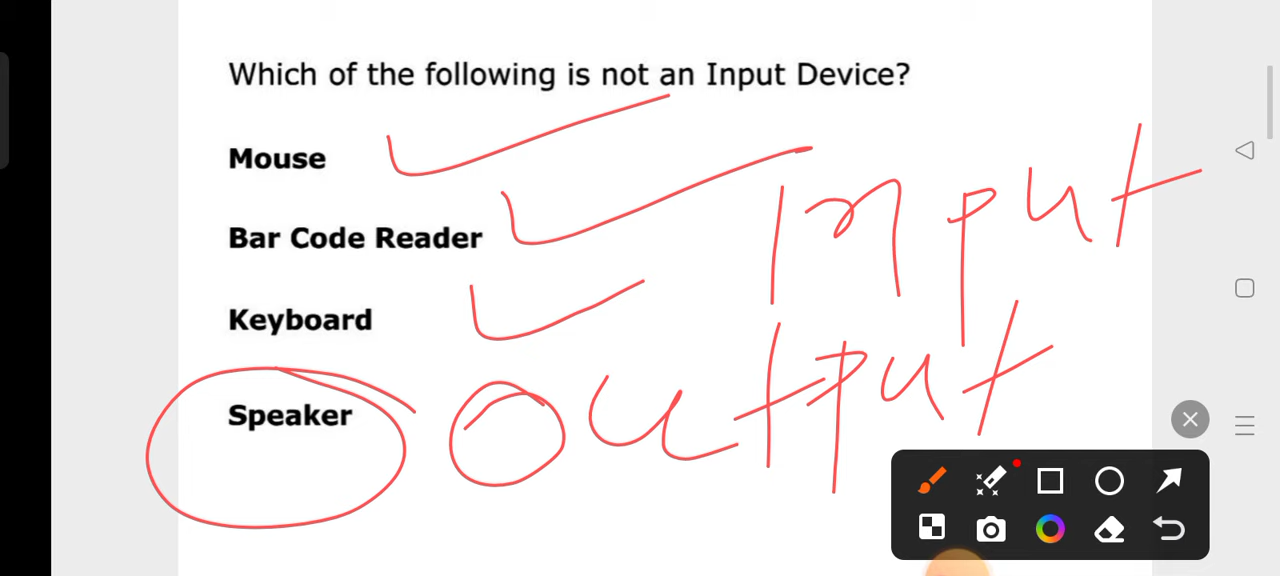 Which of the following is not an Input Device?
Mouse
Bar Code Reader
Input
Keyboard
Speaker
Output